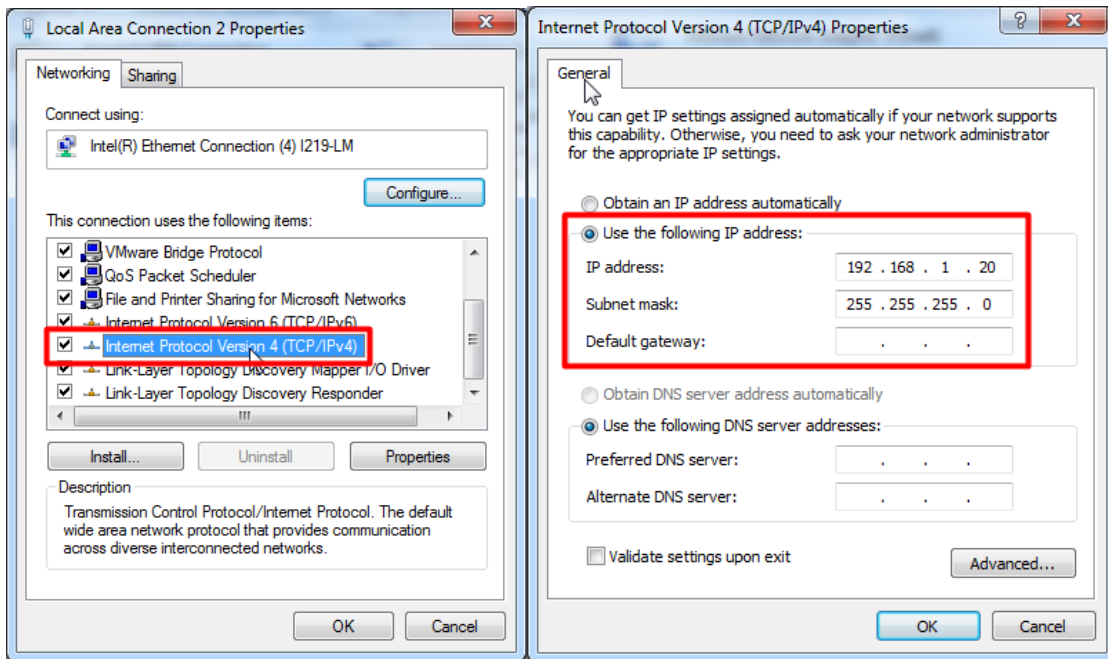 Local Area Connection 2 Properties
Networking
Sharing
Connect using:
Intel(R) Ethernet Connection (4) I219-LM
Configure...
This connection uses the following items:
VMware Bridge Protocol
QoS Packet Scheduler
File and Printer Sharing for Microsoft Networks
Internet Protocol Version 6 (TCP/IPv6)
Internet Protocol Version 4 (TCP/IPv4)
Link-Layer Topology Discovery Mapper I/O Driver
Link-Layer Topology Discovery Responder
Install...
Uninstall
Properties
Description
Transmission Control Protocol/Internet Protocol. The default
wide area network protocol that provides communication
across diverse interconnected networks.
OK
Cancel
Internet Protocol Version 4 (TCP/IPv4) Properties
General
You can get IP settings assigned automatically if your network supports
this capability. Otherwise, you need to ask your network administrator
for the appropriate IP settings.
Obtain an IP address automatically
Use the following IP address:
IP address: 192 . 168 . 1 . 20
Subnet mask: 255 . 255 . 255 . 0
Default gateway: . . .
Obtain DNS server address automatically
Use the following DNS server addresses:
Preferred DNS server: . . .
Alternate DNS server: . . .
Validate settings upon exit
Advanced...
OK
Cancel